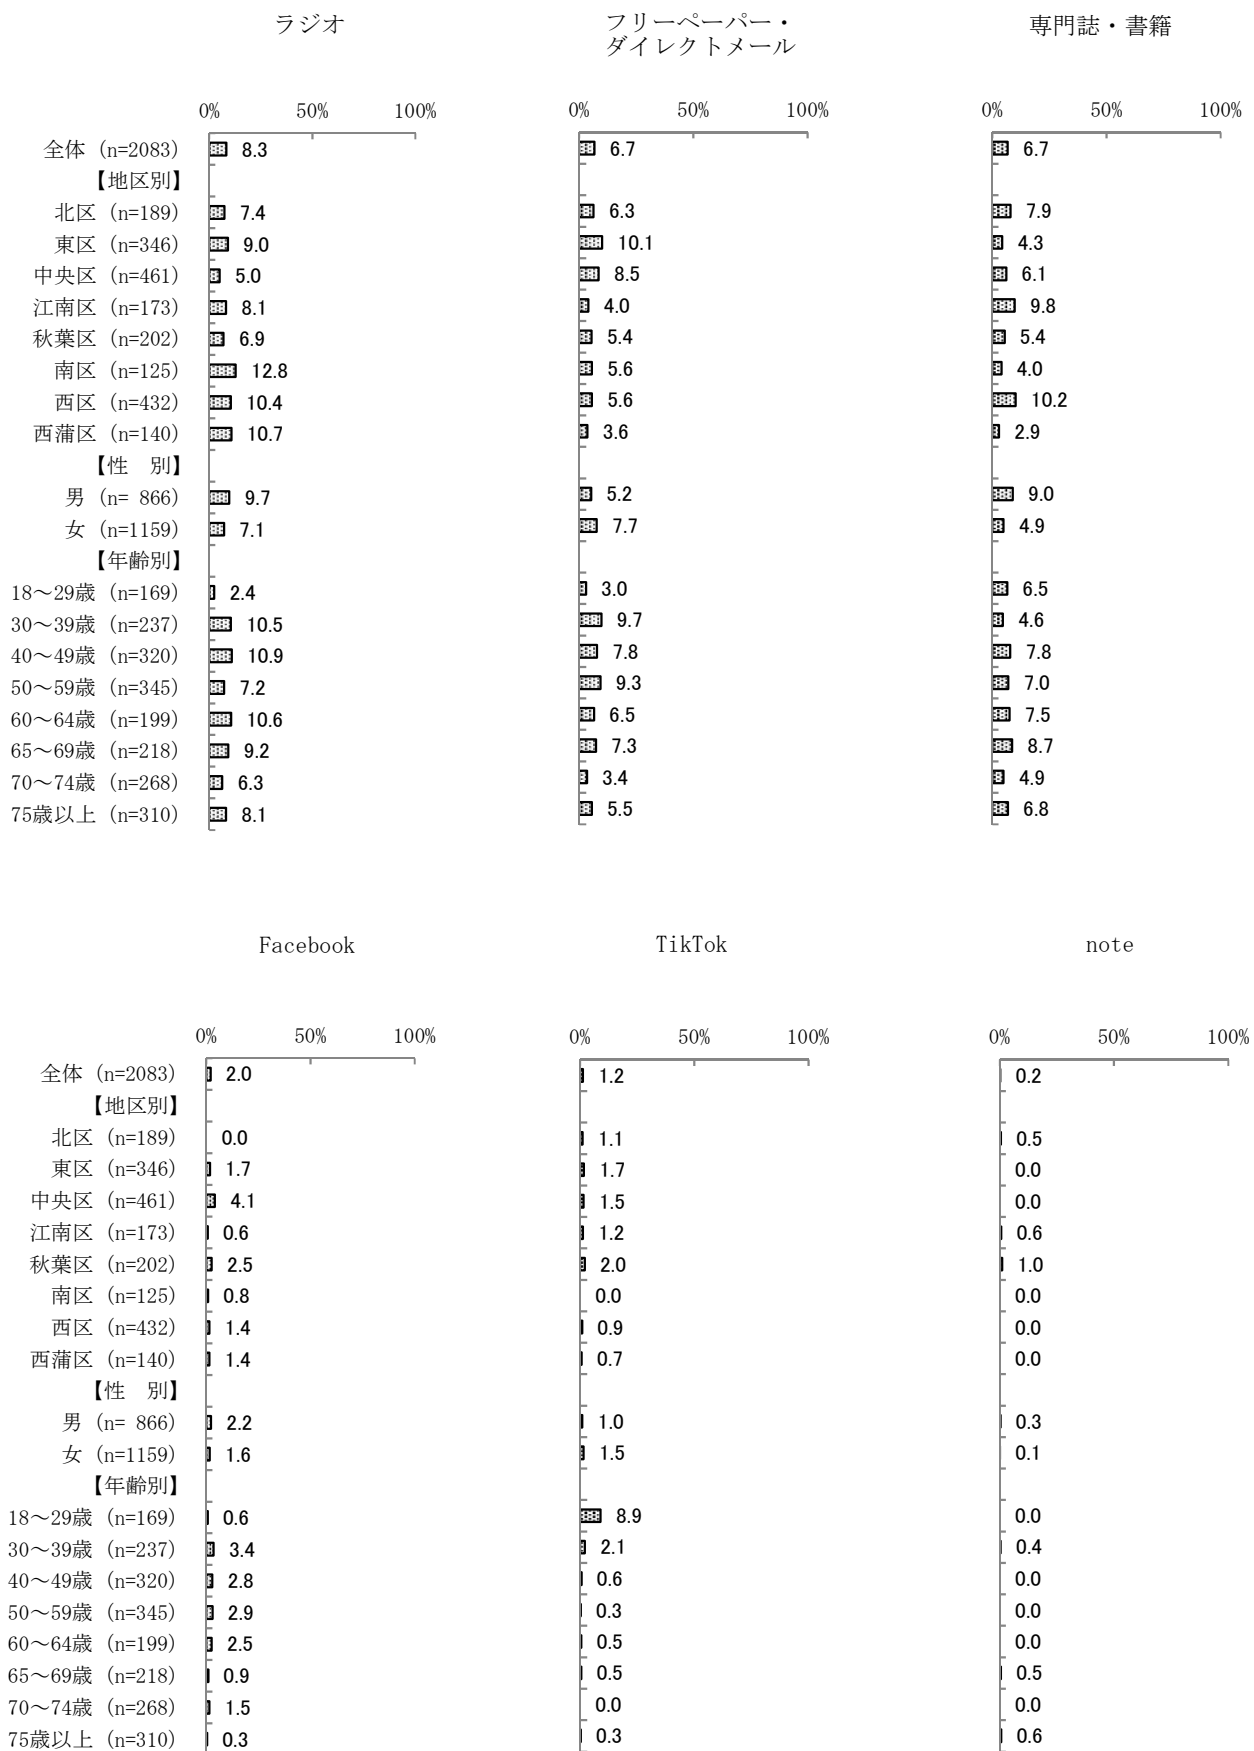 ラジオ
フリーペーパー・
ダイレクトメール
専門誌・書籍
0% 50% 100% 0% 50% 100% 0% 50% 100%
全体 (n=2083) 8.3 6.7 6.7
【地区別】
北区 (n=189) 7.4 6.3 7.9
東区 (n=346) 9.0 10.1 4.3
中央区 (n=461) 5.0 8.5 6.1
江南区 (n=173) 8.1 4.0 9.8
秋葉区 (n=202) 6.9 5.4 5.4
南区 (n=125) 12.8 5.6 4.0
西区 (n=432) 10.4 5.6 10.2
西蒲区 (n=140) 10.7 3.6 2.9
【性　別】
男 (n= 866) 9.7 5.2 9.0
女 (n=1159) 7.1 7.7 4.9
【年齢別】
18～29歳 (n=169) 2.4 3.0 6.5
30～39歳 (n=237) 10.5 9.7 4.6
40～49歳 (n=320) 10.9 7.8 7.8
50～59歳 (n=345) 7.2 9.3 7.0
60～64歳 (n=199) 10.6 6.5 7.5
65～69歳 (n=218) 9.2 7.3 8.7
70～74歳 (n=268) 6.3 3.4 4.9
75歳以上 (n=310) 8.1 5.5 6.8
Facebook TikTok note
0% 50% 100% 0% 50% 100% 0% 50% 100%
全体 (n=2083) 2.0 1.2 0.2
【地区別】
北区 (n=189) 0.0 1.1 0.5
東区 (n=346) 1.7 1.7 0.0
中央区 (n=461) 4.1 1.5 0.0
江南区 (n=173) 0.6 1.2 0.6
秋葉区 (n=202) 2.5 2.0 1.0
南区 (n=125) 0.8 0.0 0.0
西区 (n=432) 1.4 0.9 0.0
西蒲区 (n=140) 1.4 0.7 0.0
【性　別】
男 (n= 866) 2.2 1.0 0.3
女 (n=1159) 1.6 1.5 0.1
【年齢別】
18～29歳 (n=169) 0.6 8.9 0.0
30～39歳 (n=237) 3.4 2.1 0.4
40～49歳 (n=320) 2.8 0.6 0.0
50～59歳 (n=345) 2.9 0.3 0.0
60～64歳 (n=199) 2.5 0.5 0.0
65～69歳 (n=218) 0.9 0.5 0.5
70～74歳 (n=268) 1.5 0.0 0.0
75歳以上 (n=310) 0.3 0.3 0.6